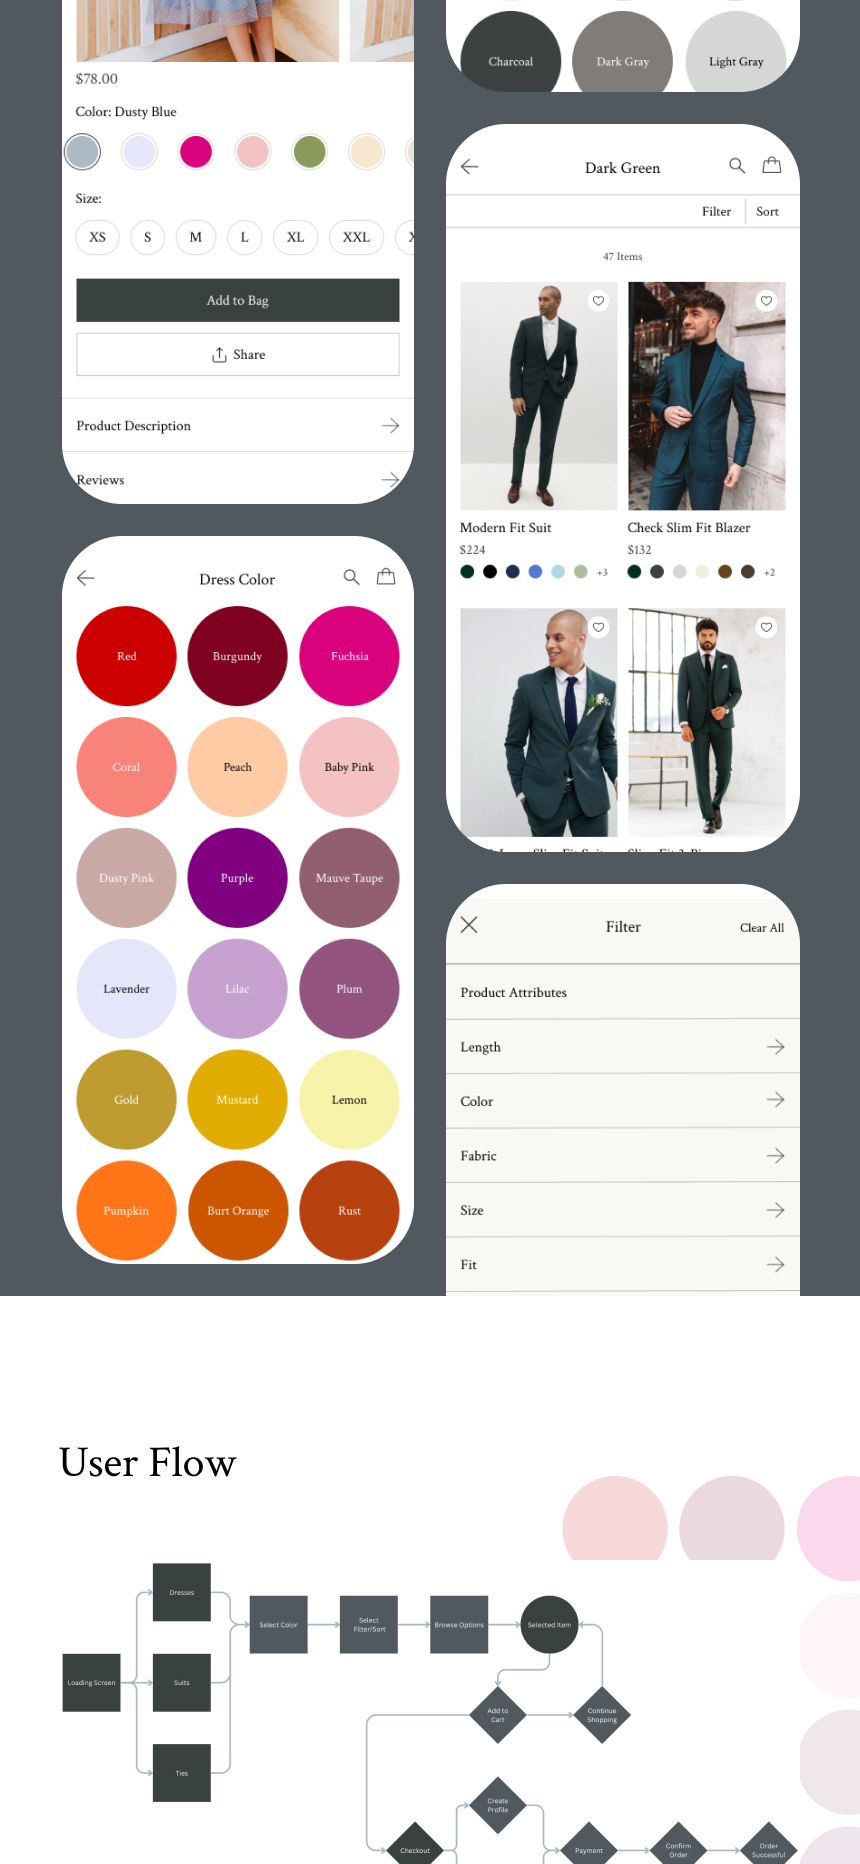 $78.00
Color: Dusty Blue
Size:
XS S M L XL XXL
Add to Bag
Share
Product Description
Reviews
Dress Color
Red Burgundy Fuchsia
Coral Peach Baby Pink
Dusty Pink Purple Mauve Taupe
Lavender Lilac Plum
Gold Mustard Lemon
Pumpkin Burt Orange Rust
Charcoal Dark Gray Light Gray
Dark Green
Filter Sort
47 Items
Modern Fit Suit Check Slim Fit Blazer
$224 $132
+3 +2
Filter Clear All
Product Attributes
Length
Color
Fabric
Size
Fit
User Flow
Dresses
Select Color
Select
Filter/Sort
Browse Options
Selected Item
Loading Screen
Suits
Add to
Cart
Continue
Shopping
Ties
Create
Profile
Checkout
Payment
Confirm
Order
Order
Successful